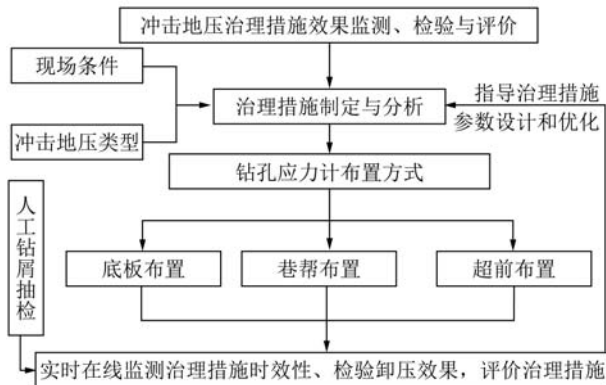 冲击地压治理措施效果监测、检验与评价
现场条件
冲击地压类型
治理措施制定与分析
指导治理措施
参数设计和优化
钻孔应力计布置方式
人工钻屑抽检
底板布置
巷帮布置
超前布置
实时在线监测治理措施时效性、检验卸压效果，评价治理措施